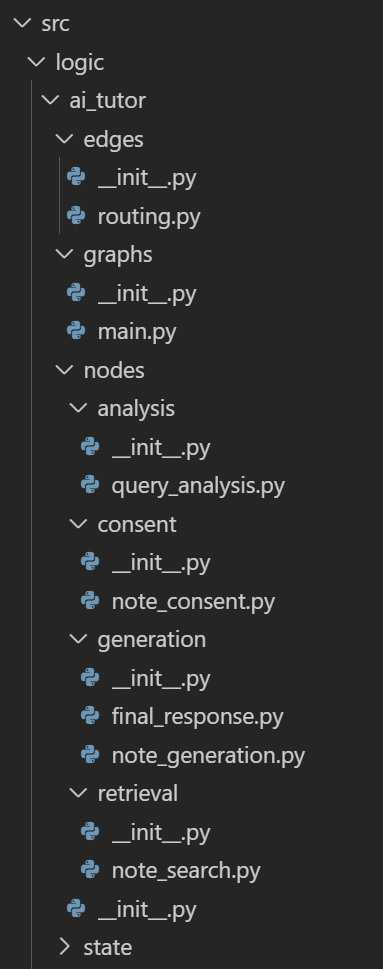 src
logic
ai_tutor
edges
__init__.py
routing.py
graphs
__init__.py
main.py
nodes
analysis
__init__.py
query_analysis.py
consent
__init__.py
note_consent.py
generation
__init__.py
final_response.py
note_generation.py
retrieval
__init__.py
note_search.py
__init__.py
state